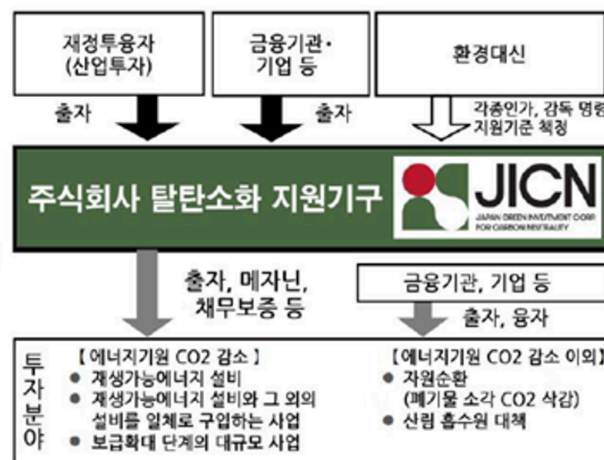 재정투융자
(산업투자)
금융기관·
기업 등
환경대신
출자
출자
각종인가, 감독 명령
지원기준 책정
주식회사 탈탄소화 지원기구
JICN
JAPAN GREEN INVESTMENT CORP.
FOR CARBON NEUTRALITY
출자, 메자닌,
채무보증 등
금융기관, 기업 등
출자, 융자
투자분야
【에너지기원 CO2 감소】
● 재생가능에너지 설비
● 재생가능에너지 설비와 그 외의
설비를 일체로 구입하는 사업
● 보급확대 단계의 대규모 사업
【에너지기원 CO2 감소 이외】
● 자원순환
(폐기물 소각 CO2 삭감)
● 산림 흡수원 대책